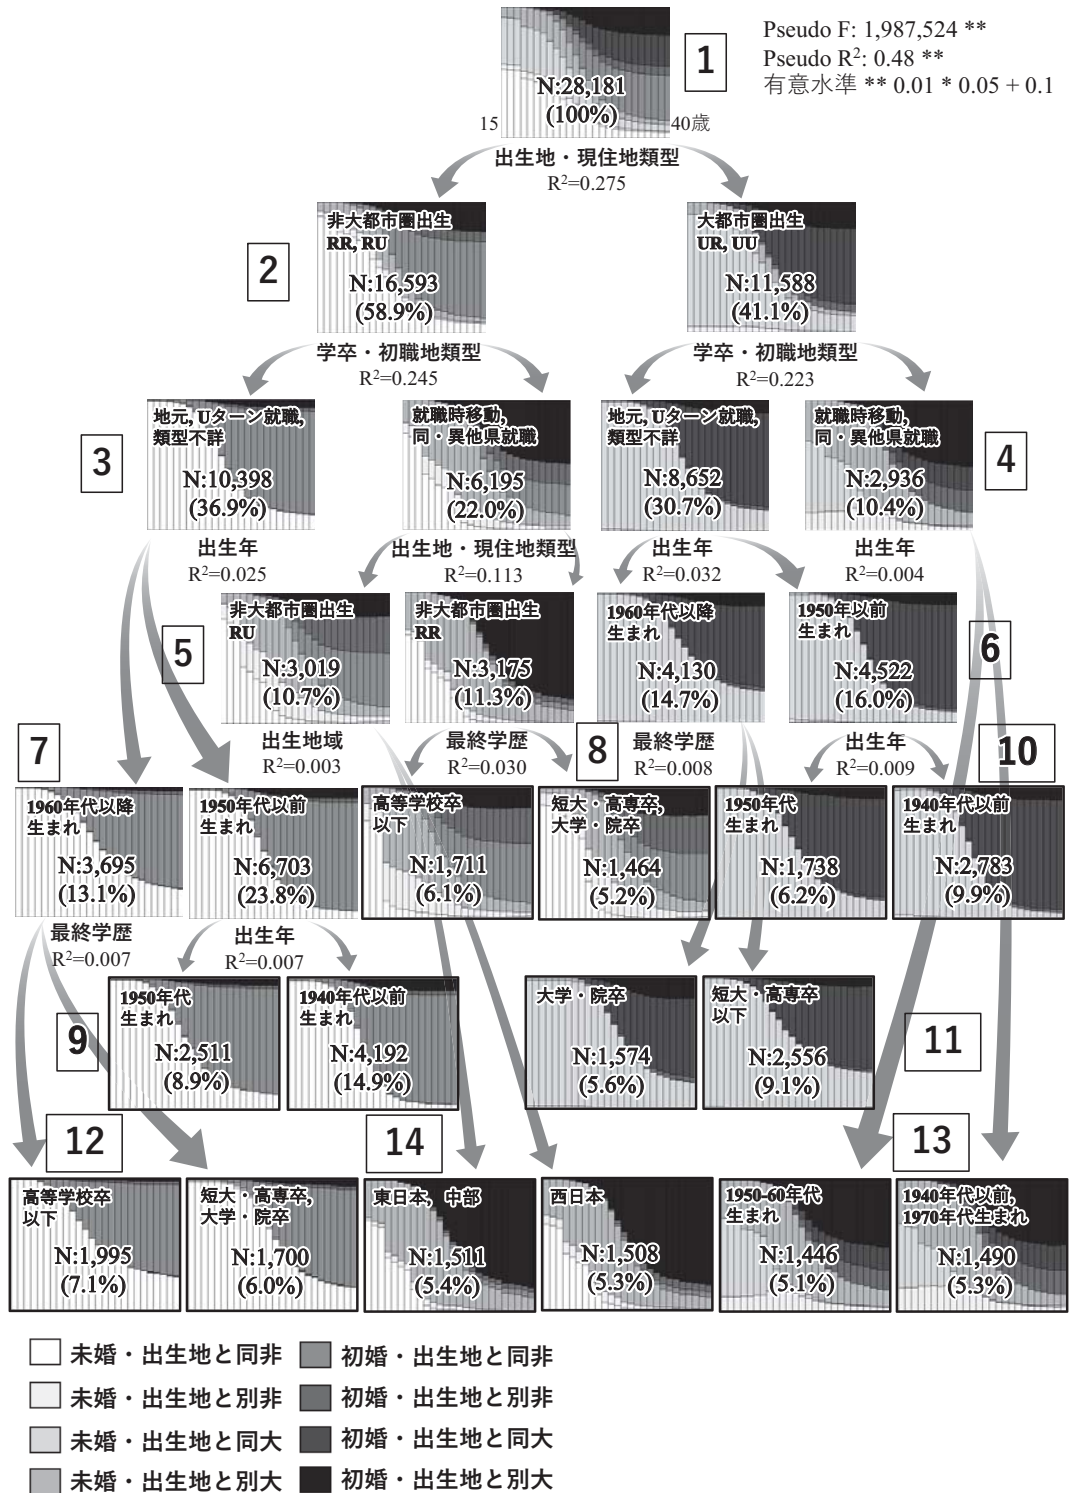 Pseudo F: 1,987,524 **
Pseudo R²: 0.48 **
有意水準 ** 0.01 * 0.05 + 0.1
1
N:28,181
(100%)
15
40歳
出生地・現住地類型
R²=0.275
2
非大都市圏出生
RR, RU
N:16,593
(58.9%)
大都市圏出生
UR, UU
N:11,588
(41.1%)
学卒・初職地類型
R²=0.245
学卒・初職地類型
R²=0.223
3
地元, Uターン就職,
類型不詳
N:10,398
(36.9%)
就職時移動,
同・異他県就職
N:6,195
(22.0%)
地元, Uターン就職,
類型不詳
N:8,652
(30.7%)
就職時移動,
同・異他県就職
N:2,936
(10.4%)
4
出生年
R²=0.025
出生地・現住地類型
R²=0.113
出生年
R²=0.032
出生年
R²=0.004
5
非大都市圏出生
RU
N:3,019
(10.7%)
非大都市圏出生
RR
N:3,175
(11.3%)
1960年代以降
生まれ
N:4,130
(14.7%)
1950年以前
生まれ
N:4,522
(16.0%)
6
7
出生地域
R²=0.003
最終学歴
R²=0.030
8
最終学歴
R²=0.008
出生年
R²=0.009
10
1960年代以降
生まれ
N:3,695
(13.1%)
1950年代以前
生まれ
N:6,703
(23.8%)
高等学校卒
以下
N:1,711
(6.1%)
短大・高専卒,
大学・院卒
N:1,464
(5.2%)
1950年代
生まれ
N:1,738
(6.2%)
1940年代以前
生まれ
N:2,783
(9.9%)
最終学歴
R²=0.007
出生年
R²=0.007
9
1950年代
生まれ
N:2,511
(8.9%)
1940年代以前
生まれ
N:4,192
(14.9%)
大学・院卒
N:1,574
(5.6%)
短大・高専卒
以下
N:2,556
(9.1%)
11
12
14
13
高等学校卒
以下
N:1,995
(7.1%)
短大・高専卒,
大学・院卒
N:1,700
(6.0%)
東日本, 中部
N:1,511
(5.4%)
西日本
N:1,508
(5.3%)
1950-60年代
生まれ
N:1,446
(5.1%)
1940年代以前,
1970年代生まれ
N:1,490
(5.3%)
未婚・出生地と同非
初婚・出生地と同非
未婚・出生地と別非
初婚・出生地と別非
未婚・出生地と同大
初婚・出生地と同大
未婚・出生地と別大
初婚・出生地と別大